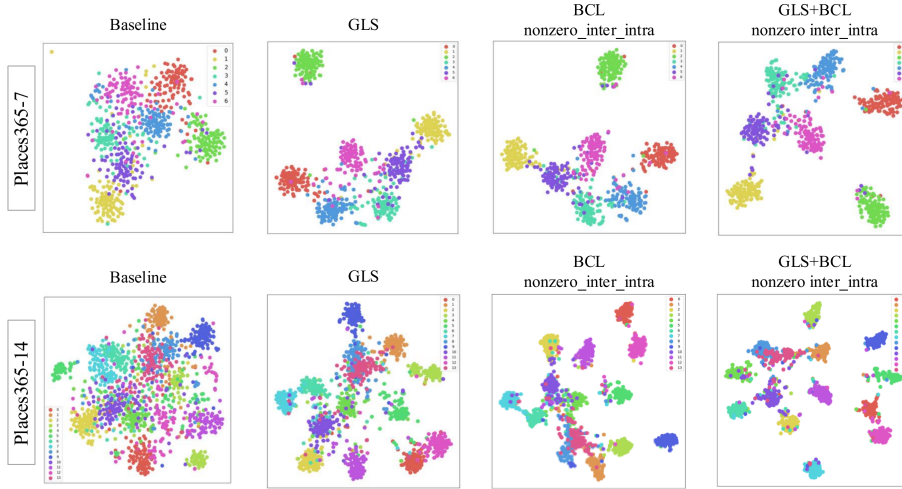 Baseline
GLS
BCL
nonzero_inter_intra
GLS+BCL
nonzero inter_intra
Places365-7
0
1
2
3
4
5
6
Baseline
GLS
BCL
nonzero_inter_intra
GLS+BCL
nonzero inter_intra
Places365-14